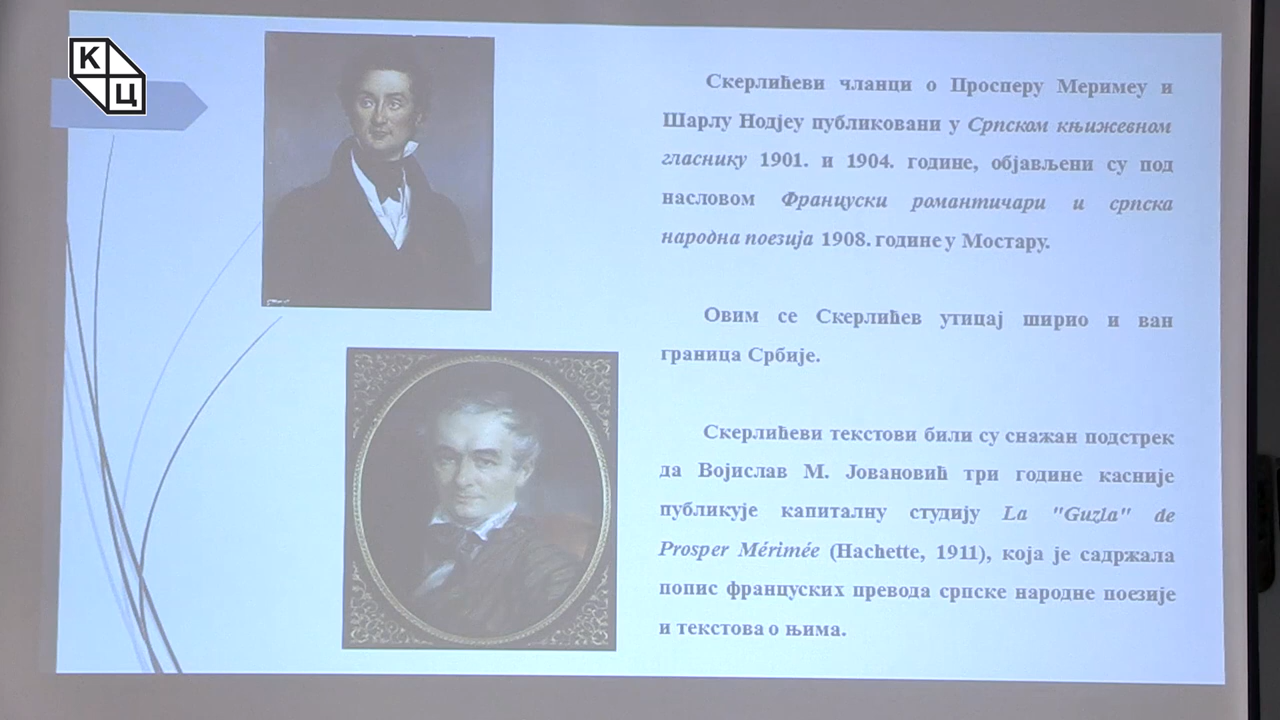 КЦ
Скерлићеви чланци о Просперу Меримеу и
Шарлу Нодјеу публиковани у Српском књижевном
гласнику 1901. и 1904. године, објављени су под
насловом Француски романтичари и српска
народна поезија 1908. године у Мостару.
Овим се Скерлићев утицај ширио и ван
граница Србије.
Скерлићеви текстови били су снажан подстрек
да Војислав М. Јовановић три године касније
публикује капиталну студију La "Guzla" de
Prosper Mérimée (Hachette, 1911), која је садржала
попис француских превода српске народне поезије
и текстова о њима.